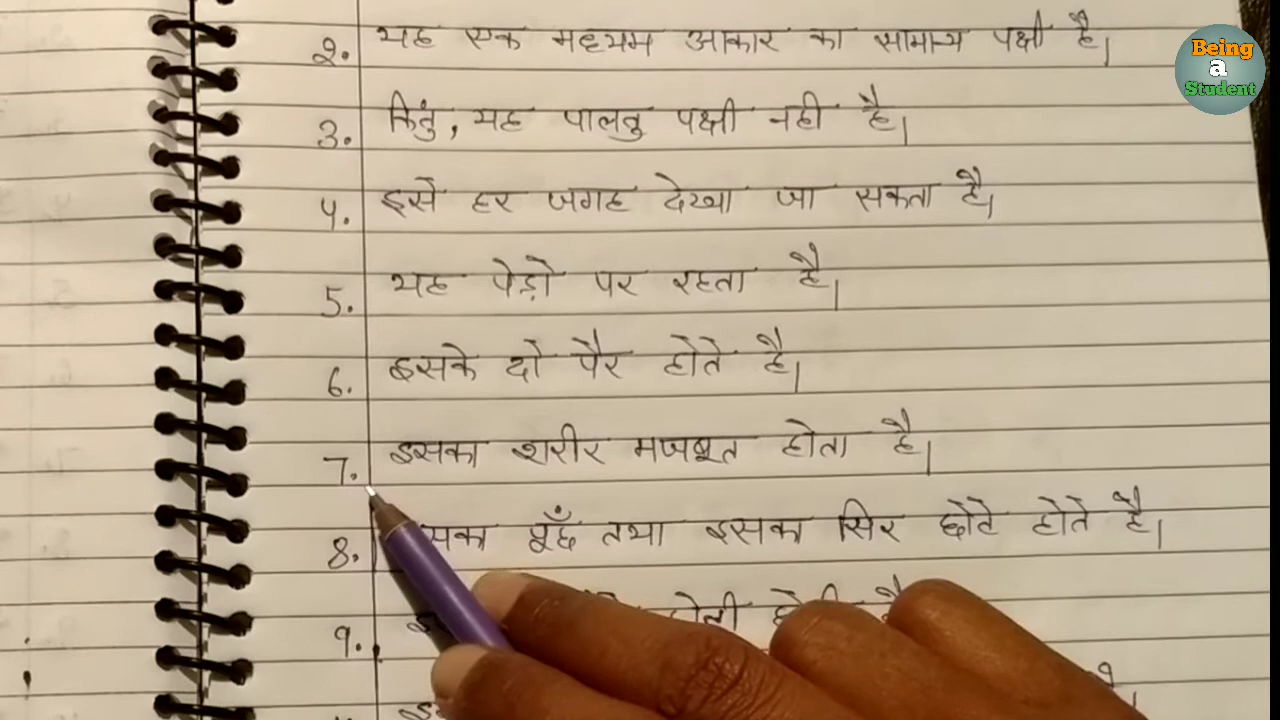 Being
a
Student
2. यह एक मध्यम आकार का सामान्य पक्षी है।
3. किंतु, यह पालतु पक्षी नही है।
4. इसे हर जगह देखा जा सकता है।
5. यह पेड़ो पर रहता है।
6. इसके दो पैर होते है।
7. इसका शरीर मजबूत होता है।
8. पूँछ तथा इसका सिर छोटे होते है।
9. है